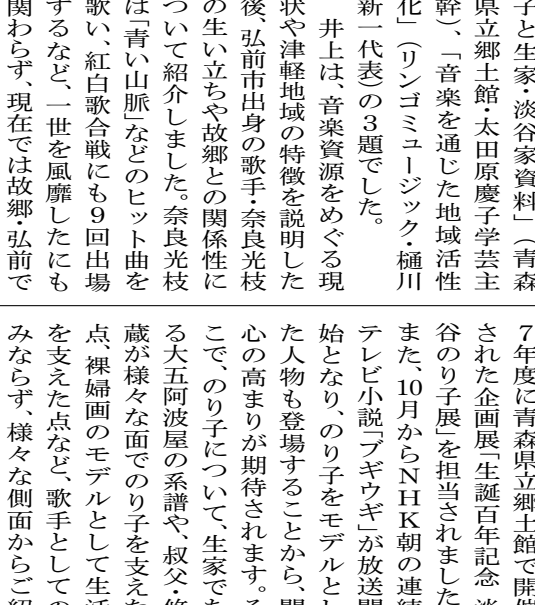 子と生家・淡谷家資料」（青森
県立郷土館・太田原慶子学芸主
幹）、「音楽を通じた地域活性
化」（リンゴミュージック・樋川
新一代表）の3題でした。
井上は、音楽資源をめぐる現
状や津軽地域の特徴を説明した
後、弘前市出身の歌手・奈良光枝
の生い立ちや故郷との関係性に
ついて紹介しました。奈良光枝
は「青い山脈」などのヒット曲を
歌い、紅白歌合戦にも9回出場
するなど、一世を風靡したにも
関わらず、現在では故郷・弘前で
7年度に青森県立郷土館で開催
された企画展「生誕百年記念 淡
谷のり子展」を担当されました
また、10月からNHK朝の連続
テレビ小説「ブギウギ」が放送開
始となり、のり子をモデルとし
た人物も登場することから、関
心の高まりが期待されます。そ
こで、のり子について、生家であ
る大五阿波屋の系譜や、叔父・
蔵が様々な面でのり子を支えた
点、裸婦画のモデルとして生活
を支えた点など、歌手としての
みならず、様々な側面からご紹